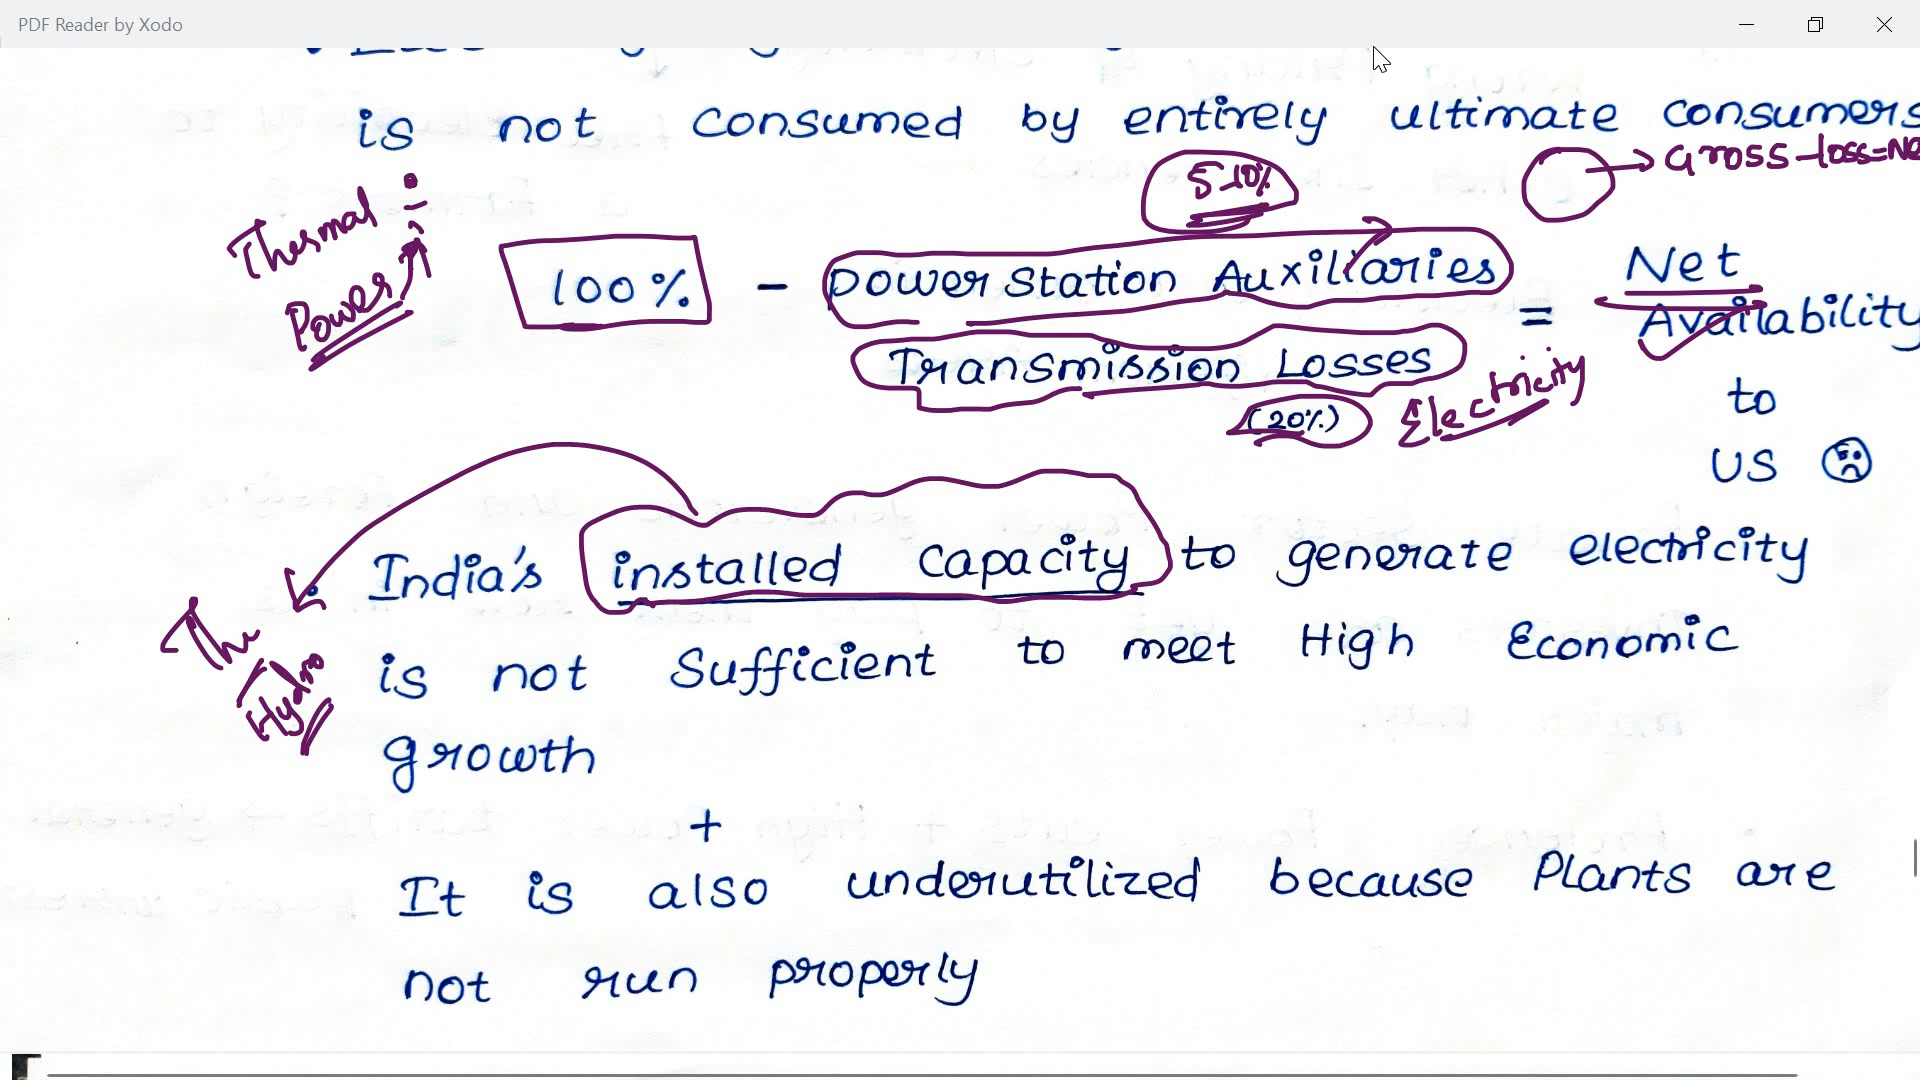 PDF Reader by Xodo
is not consumed by entirely ultimate consumers
Gross - loss = Ne
5-10%
Thermal
Power
100% - Power Station Auxiliaries = Net Availability
Transmission Losses
(20%)
Electricity
to
US
• India's installed capacity to generate electricity
The
Hydro
is not Sufficient to meet High Economic
growth
+
It is also underutilized because Plants are
not run properly